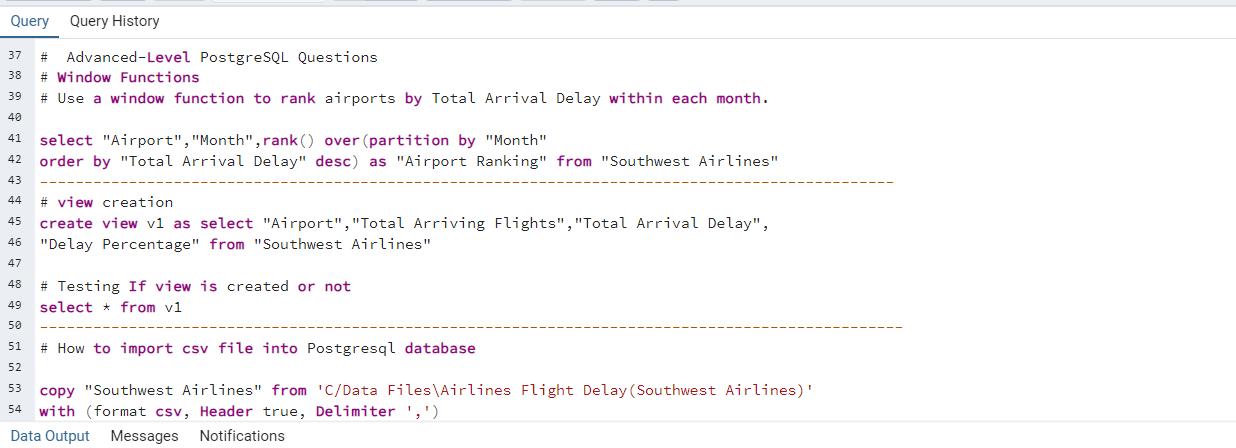 Query Query History
37 #  Advanced-Level PostgreSQL Questions
38 # Window Functions
39 # Use a window function to rank airports by Total Arrival Delay within each month.
40
41 select "Airport","Month",rank() over(partition by "Month"
42 order by "Total Arrival Delay" desc) as "Airport Ranking" from "Southwest Airlines"
43 ------------------------------------------------------------------------------------------------
44 # view creation
45 create view v1 as select "Airport","Total Arriving Flights","Total Arrival Delay",
46 "Delay Percentage" from "Southwest Airlines"
47
48 # Testing If view is created or not
49 select * from v1
50 -------------------------------------------------------------------------------------------------
51 # How to import csv file into Postgresql database
52
53 copy "Southwest Airlines" from 'C/Data Files\Airlines Flight Delay(Southwest Airlines)'
54 with (format csv, Header true, Delimiter ',')
Data Output Messages Notifications